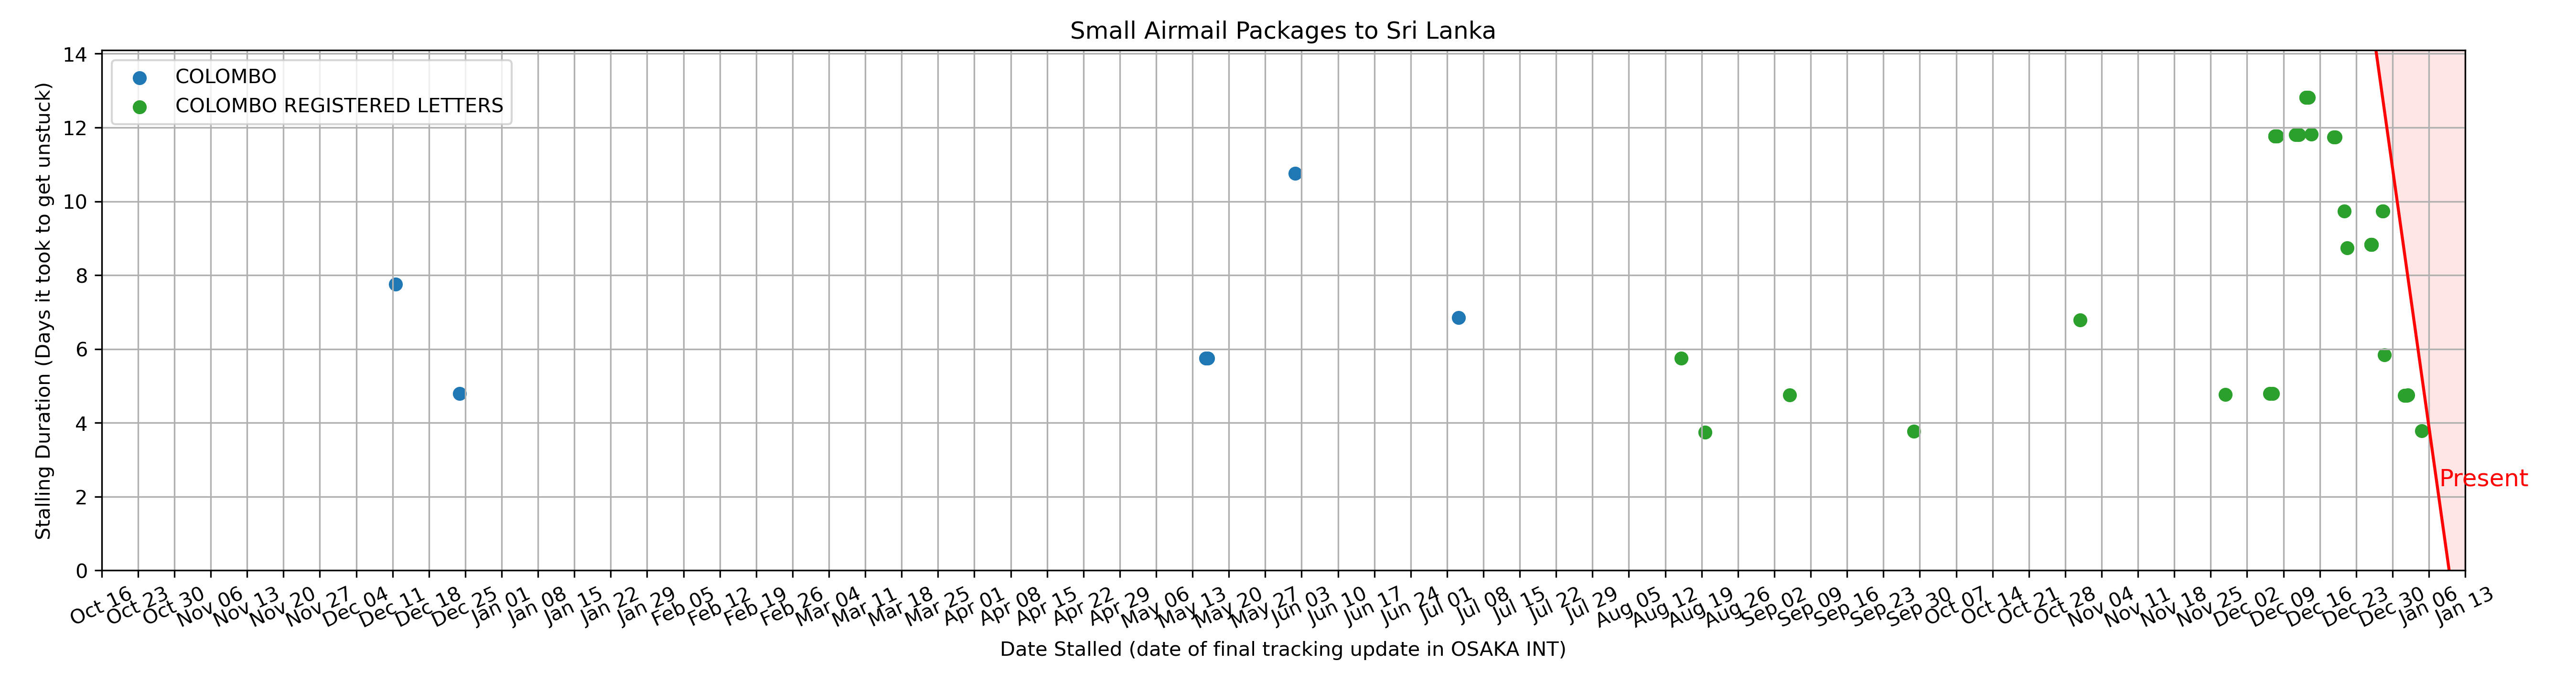 Small Airmail Packages to Sri Lanka
COLOMBO
COLOMBO REGISTERED LETTERS
Stalling Duration (Days it took to get unstuck)
14
12
10
8
6
4
2
0
Present
Oct 16 Oct 23 Oct 30 Nov 06 Nov 13 Nov 20 Nov 27 Dec 04 Dec 11 Dec 18 Dec 25 Jan 01 Jan 08 Jan 15 Jan 22 Jan 29 Feb 05 Feb 12 Feb 19 Feb 26 Mar 04 Mar 11 Mar 18 Mar 25 Apr 01 Apr 08 Apr 15 Apr 22 Apr 29 May 06 May 13 May 20 May 27 Jun 03 Jun 10 Jun 17 Jun 24 Jul 01 Jul 08 Jul 15 Jul 22 Jul 29 Aug 05 Aug 12 Aug 19 Aug 26 Sep 02 Sep 09 Sep 16 Sep 23 Sep 30 Oct 07 Oct 14 Oct 21 Oct 28 Nov 04 Nov 11 Nov 18 Nov 25 Dec 02 Dec 09 Dec 16 Dec 23 Dec 30 Jan 06 Jan 13
Date Stalled (date of final tracking update in OSAKA INT)